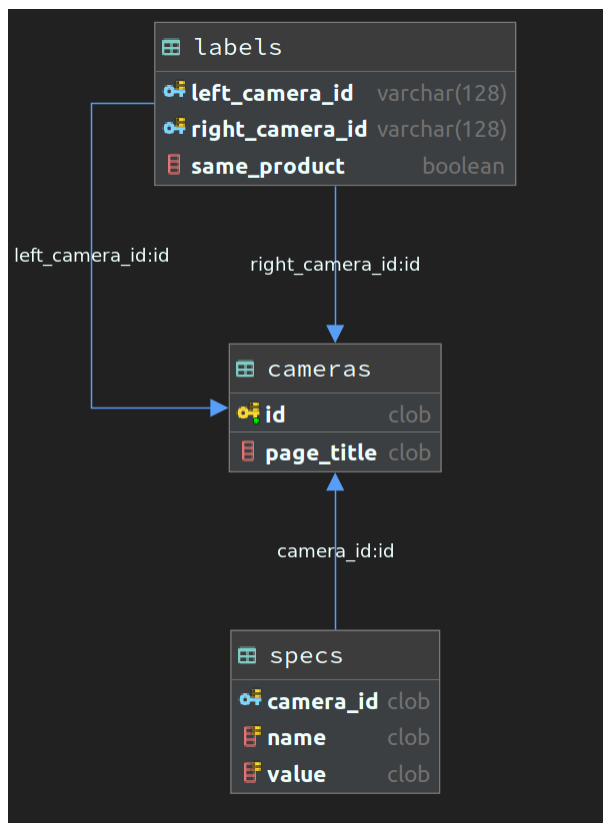 labels
left_camera_id varchar(128)
right_camera_id varchar(128)
same_product boolean
left_camera_id:id
right_camera_id:id
cameras
id clob
page_title clob
camera_id:id
specs
camera_id clob
name clob
value clob